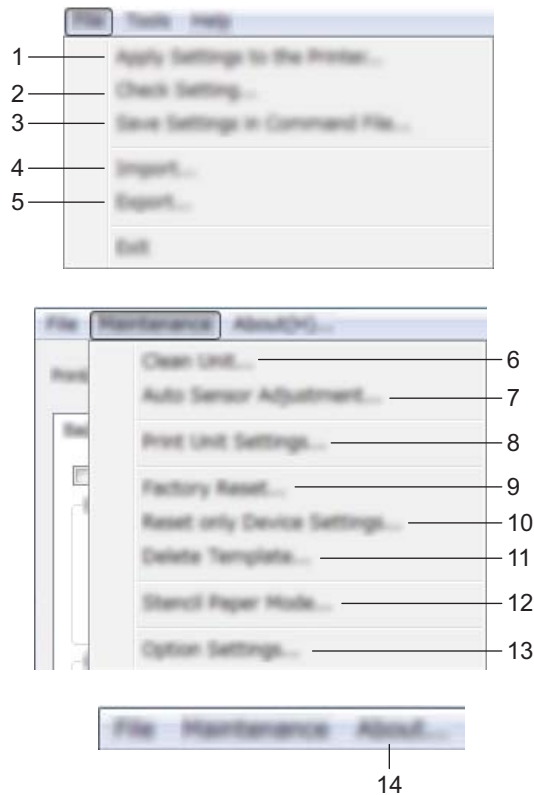 File Tools Help
1 Apply Settings to the Printer...
2 Check Setting...
3 Save Settings in Command File...
4 Import...
5 Export...
Exit
File Maintenance About(H)...
Clean Unit... 6
Auto Sensor Adjustment... 7
Print Unit Settings... 8
Factory Reset... 9
Reset only Device Settings... 10
Delete Template... 11
Stencil Paper Mode... 12
Option Settings... 13
File Maintenance About...
14